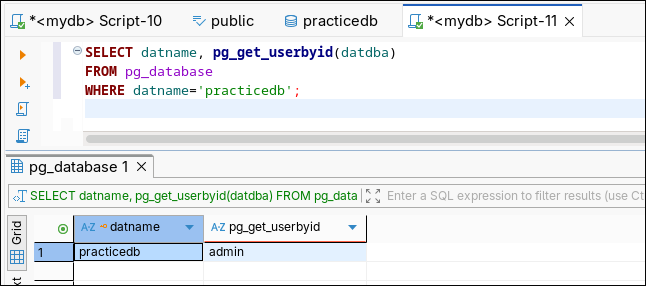 *<mydb> Script-10 public practicedb *<mydb> Script-11
SELECT datname, pg_get_userbyid(datdba)
FROM pg_database
WHERE datname='practicedb';
pg_database 1
SELECT datname, pg_get_userbyid(datdba) FROM pg_data Enter a SQL expression to filter results (use Ct
Grid
A-Z datname A-Z pg_get_userbyid
1 practicedb admin